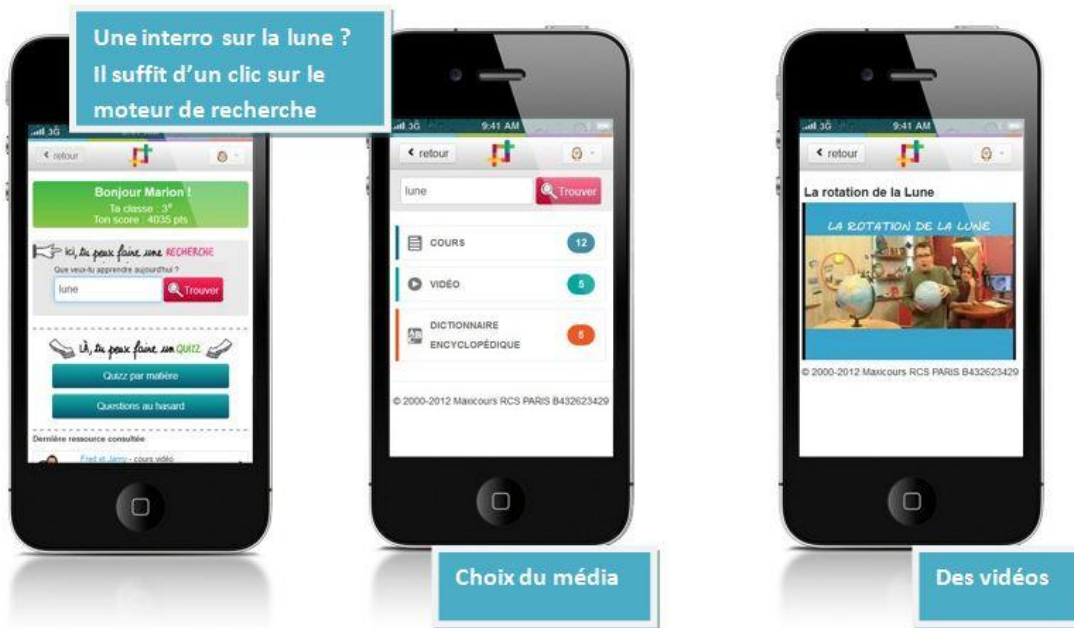 Une interro sur la lune ?
Il suffit d'un clic sur le
moteur de recherche
3G
retour
Bonjour Marion !
Ta classe : 3e
Ton score : 4035 pts
ici, tu peux faire une RECHERCHE
Que veux-tu apprendre aujourd'hui ?
lune
Trouver
LÀ, tu peux faire un QUIZZ
Quizz par matière
Questions au hasard
Dernière ressource consultée
Fred et Jamy - cours vidéo
3G 9:41 AM
retour
lune
Trouver
COURS 12
VIDÉO 5
DICTIONNAIRE
ENCYCLOPÉDIQUE 5
© 2000-2012 Maxicours RCS PARIS B432623429
Choix du média
3G 9:41 AM
retour
La rotation de la Lune
LA ROTATION DE LA LUNE
© 2000-2012 Maxicours RCS PARIS B432623429
Des vidéos